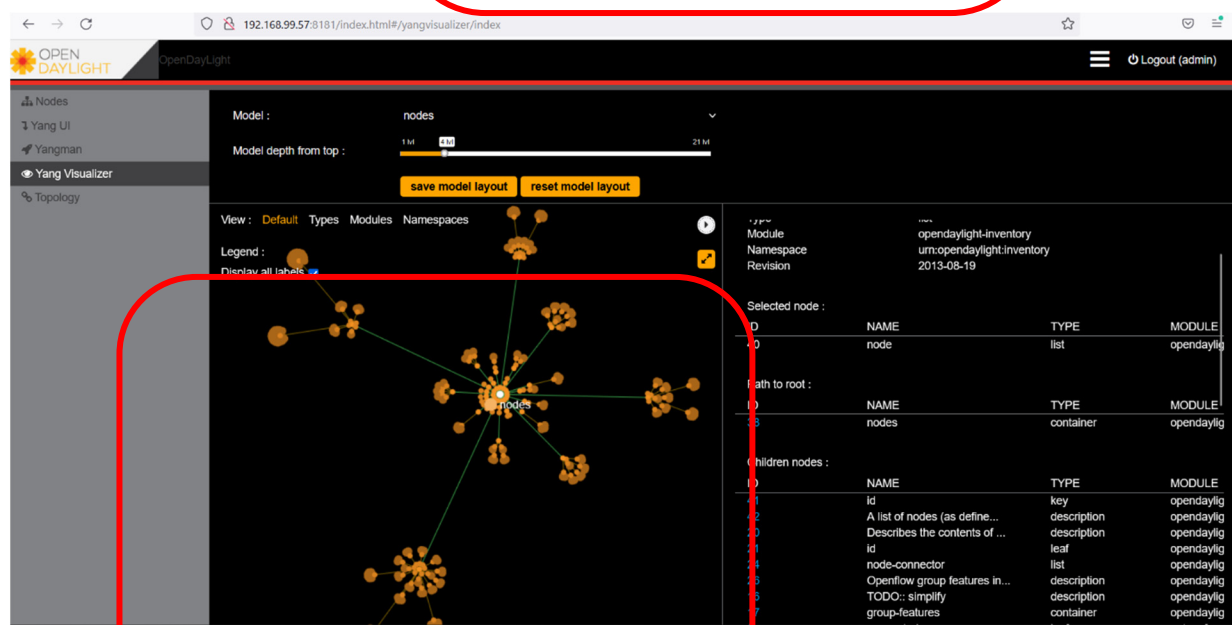 192.168.99.57:8181/index.html#/yangvisualizer/index
OPEN
DAYLIGHT
OpenDayLight
Logout (admin)
Nodes
Yang UI
Yangman
Yang Visualizer
Topology
Model :
nodes
Model depth from top :
1 lvl
4 lvl
21 lvl
save model layout
reset model layout
View : Default Types Modules Namespaces
Legend :
Display all labels
nodes
Module opendaylight-inventory
Namespace urn:opendaylight:inventory
Revision 2013-08-19
Selected node :
NAME TYPE MODULE
node list opendaylig
Path to root :
NAME TYPE MODULE
nodes container opendaylig
Children nodes :
NAME TYPE MODULE
id key opendaylig
A list of nodes (as define... description opendaylig
Describes the contents of ... description opendaylig
id leaf opendaylig
node-connector list opendaylig
Openflow group features in... description opendaylig
TODO:: simplify description opendaylig
group-features container opendaylig